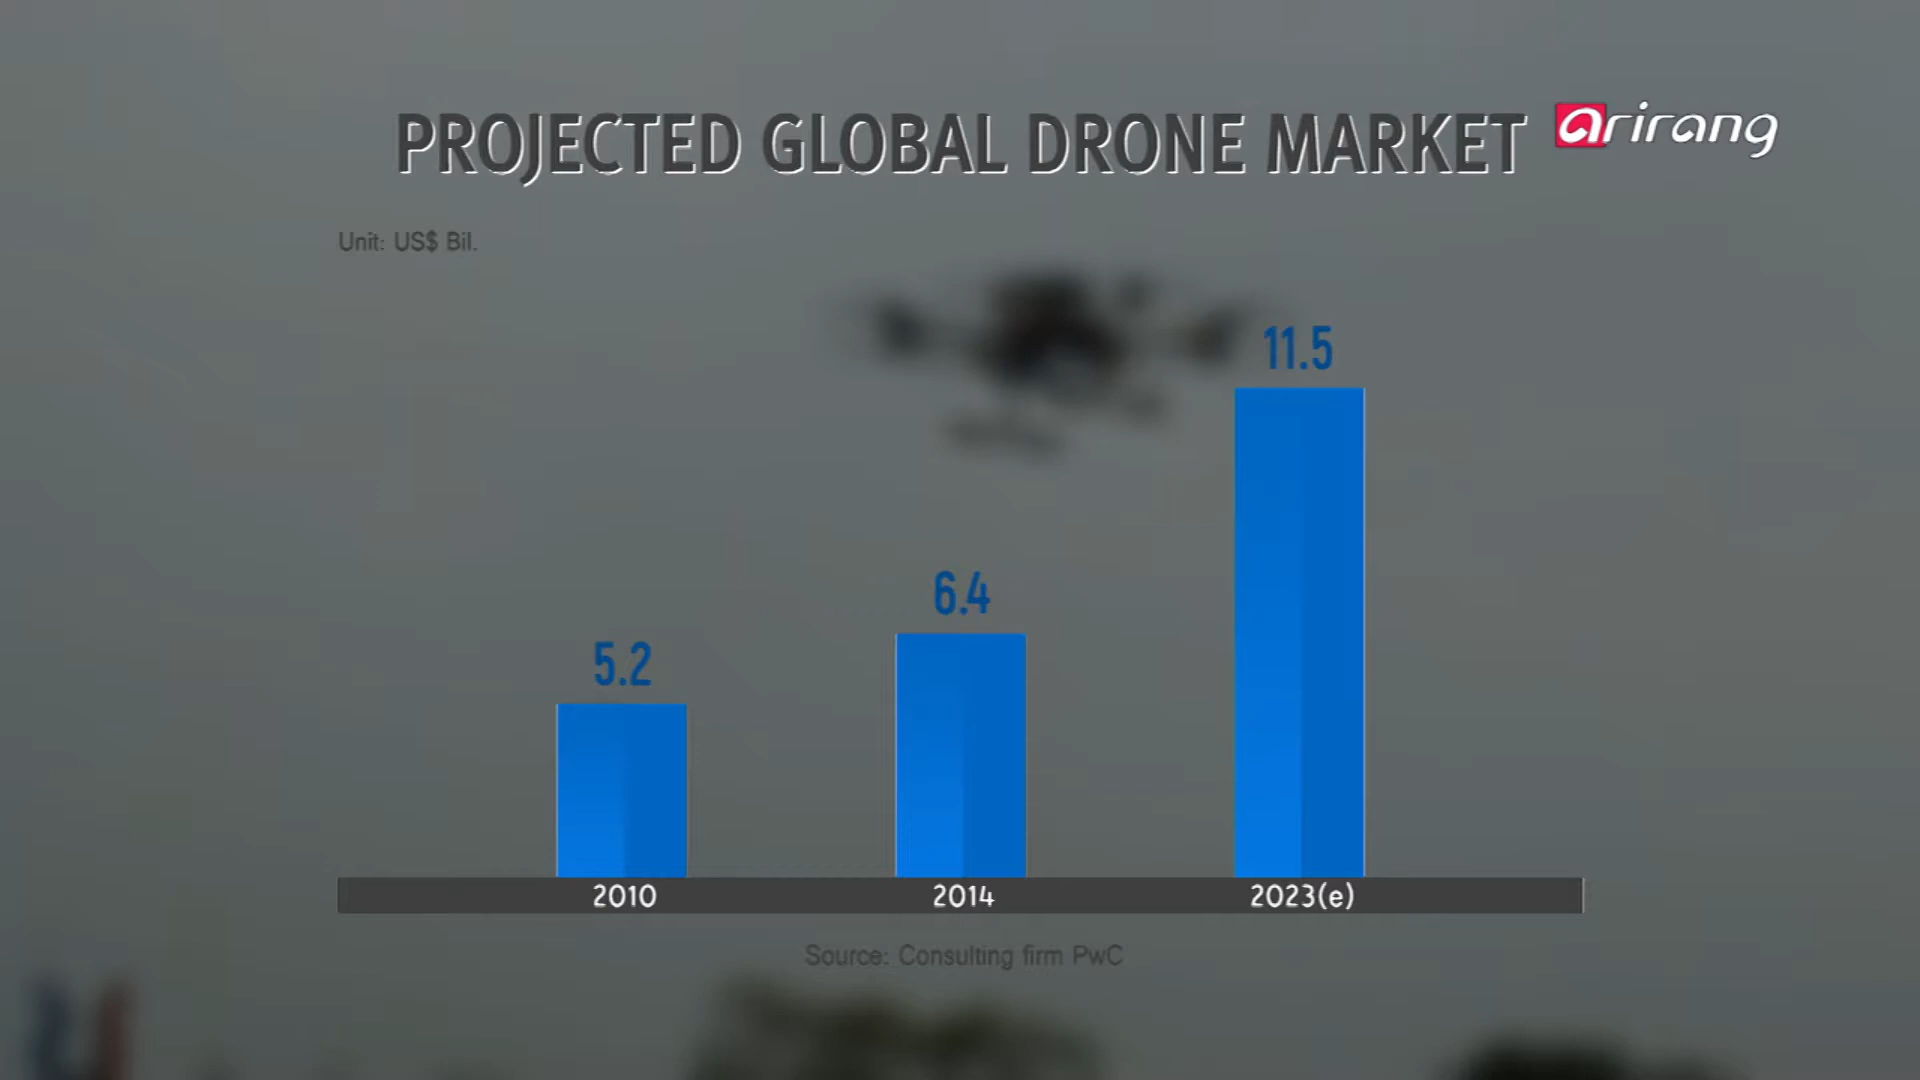 PROJECTED GLOBAL DRONE MARKET
arirang
Unit: US$ Bil.
11.5
6.4
5.2
2010 2014 2023(e)
Source: Consulting firm PwC